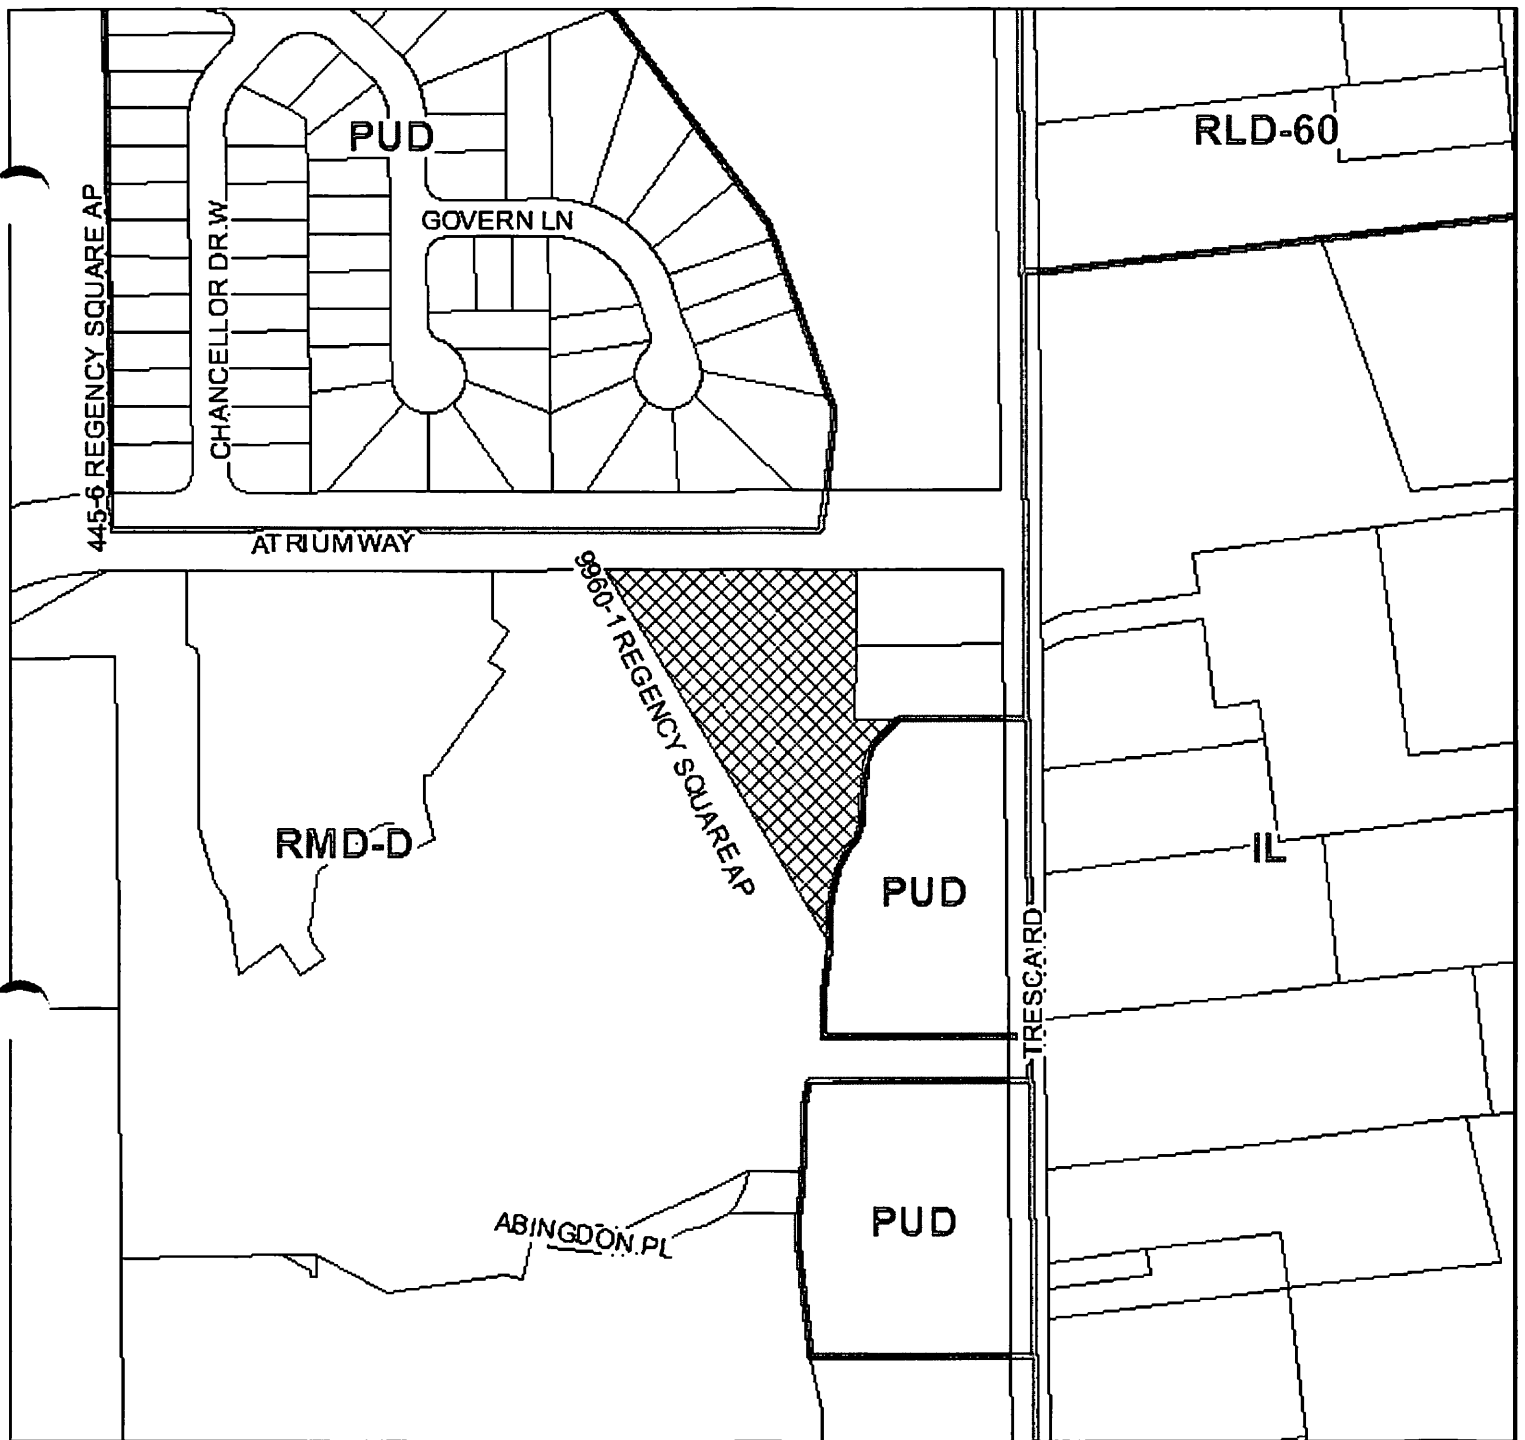 PUD
RLD-60
GOVERN LN
CHANCELLOR DR W
445-6 REGENCY SQUARE AP
ATRIUM WAY
9960-1 REGENCY SQUARE AP
RMD-D
PUD
IL
TRESCA RD
ABINGDON PL
PUD